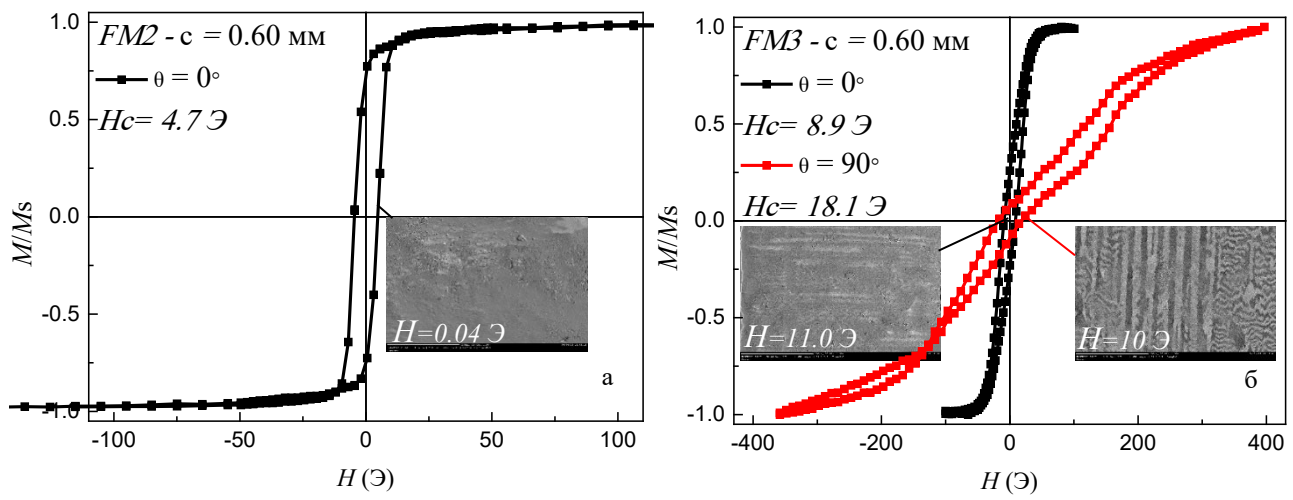 FM2 - c = 0.60 мм
θ = 0°
Hc= 4.7 Э
M/Ms
1.0
0.5
0.0
-0.5
-1.0
H=0.04 Э
а
-100
-50
0
50
100
H (Э)
FM3 - c = 0.60 мм
θ = 0°
Hc= 8.9 Э
θ = 90°
Hc= 18.1 Э
M/Ms
1.0
0.5
0.0
-0.5
-1.0
H=11.0 Э
H=10 Э
б
-400
-200
0
200
400
H (Э)